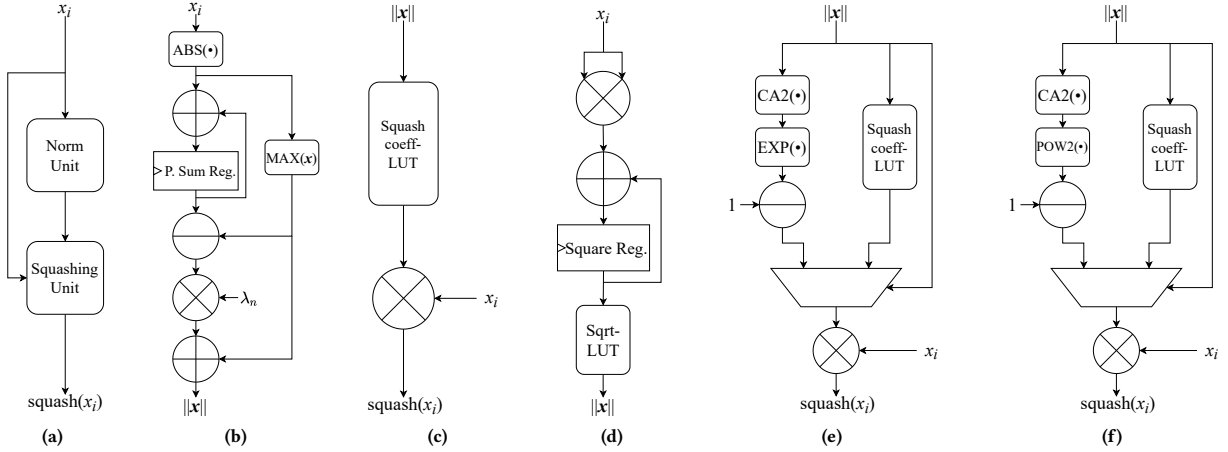 x_i
Norm
Unit
Squashing
Unit
squash(x_i)
(a)
x_i
ABS(•)
P. Sum Reg.
MAX(x)
λ_n
||x||
(b)
||x||
Squash
coeff-
LUT
x_i
squash(x_i)
(c)
x_i
Square Reg.
Sqrt-
LUT
||x||
(d)
||x||
CA2(•)
EXP(•)
1
Squash
coeff-
LUT
x_i
squash(x_i)
(e)
||x||
CA2(•)
POW2(•)
1
Squash
coeff-
LUT
x_i
squash(x_i)
(f)